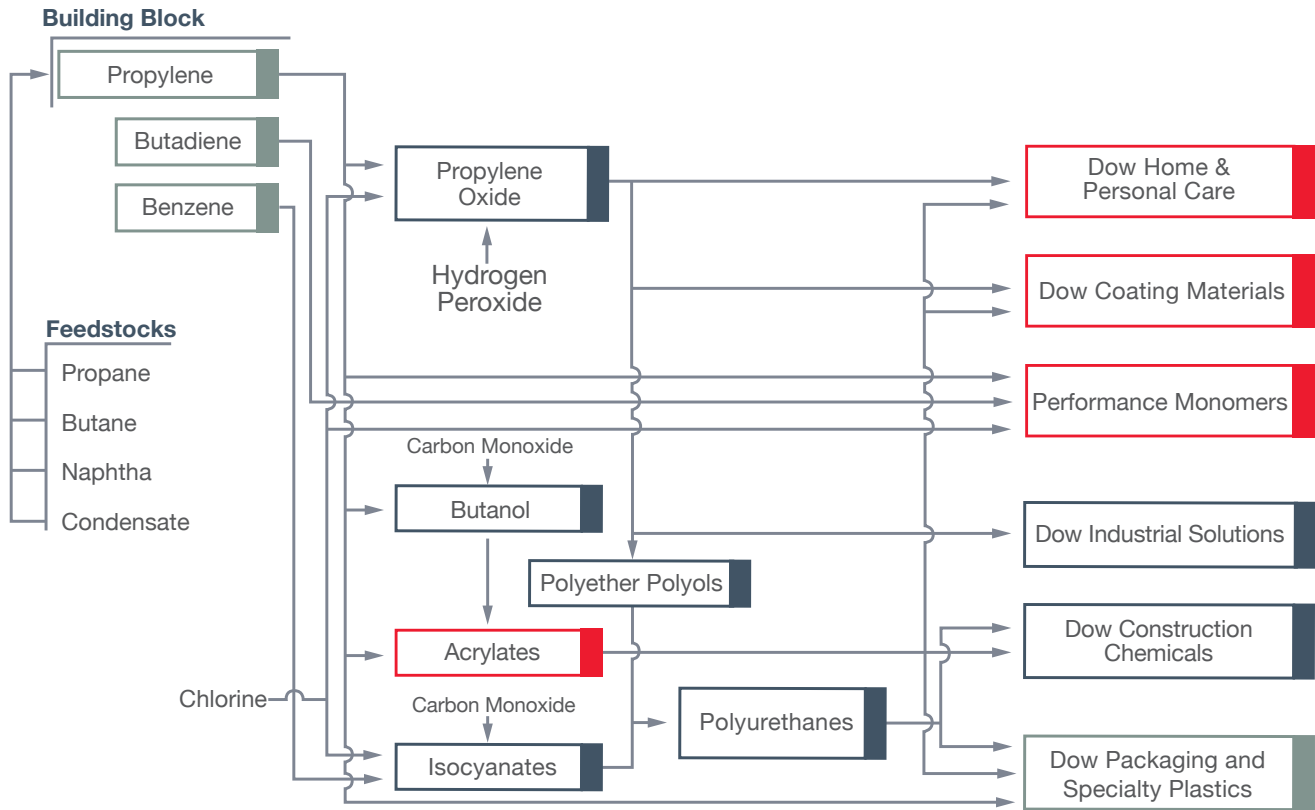 Building Block
Propylene
Butadiene
Benzene
Feedstocks
Propane
Butane
Naphtha
Condensate
Propylene
Oxide
Hydrogen
Peroxide
Carbon Monoxide
Butanol
Polyether Polyols
Acrylates
Chlorine
Carbon Monoxide
Isocyanates
Polyurethanes
Dow Home &
Personal Care
Dow Coating Materials
Performance Monomers
Dow Industrial Solutions
Dow Construction
Chemicals
Dow Packaging and
Specialty Plastics